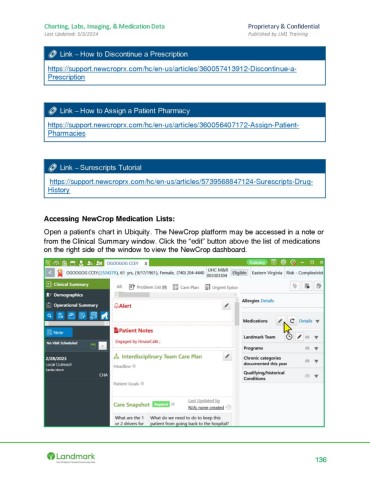 Charting, Labs, Imaging, & Medication Data
Proprietary & Confidential
Last Updated: 5/3/2024
Published by LMI Training
Link – How to Discontinue a Prescription
https://support.newcroprx.com/hc/en-us/articles/360057413912-Discontinue-a-
Prescription
Link – How to Assign a Patient Pharmacy
https://support.newcroprx.com/hc/en-us/articles/360056407172-Assign-Patient-
Pharmacies
Link – Surescripts Tutorial
https://support.newcroprx.com/hc/en-us/articles/5739568847124-Surescripts-Drug-
History
Accessing NewCrop Medication Lists:
Open a patient's chart in Ubiquity. The NewCrop platform may be accessed in a note or
from the Clinical Summary window. Click the "edit" button above the list of medications
on the right side of the window to view the NewCrop dashboard.
Clinical Summary
Demographics
Operational Summary
Note
No Visit Scheduled
2/28/2023
Local Outreach
CHA
All
Problem List
Care Plan
Alert
Patient Notes
Engaged by HouseCalls ;
Interdisciplinary Team Care Plan
Headline
Patient Goals
Care Snapshot
Last Updated by
N/A: none created
What are the 1
or 2 drivers for
What do we need to do to keep this
patient from going back to the hospital?
Eligible
Eastern Virginia
Allergies Details
Medications
Details
Landmark Team
Programs
Chronic categories
documented this year
Qualifying/historical
Conditions
Landmark
136